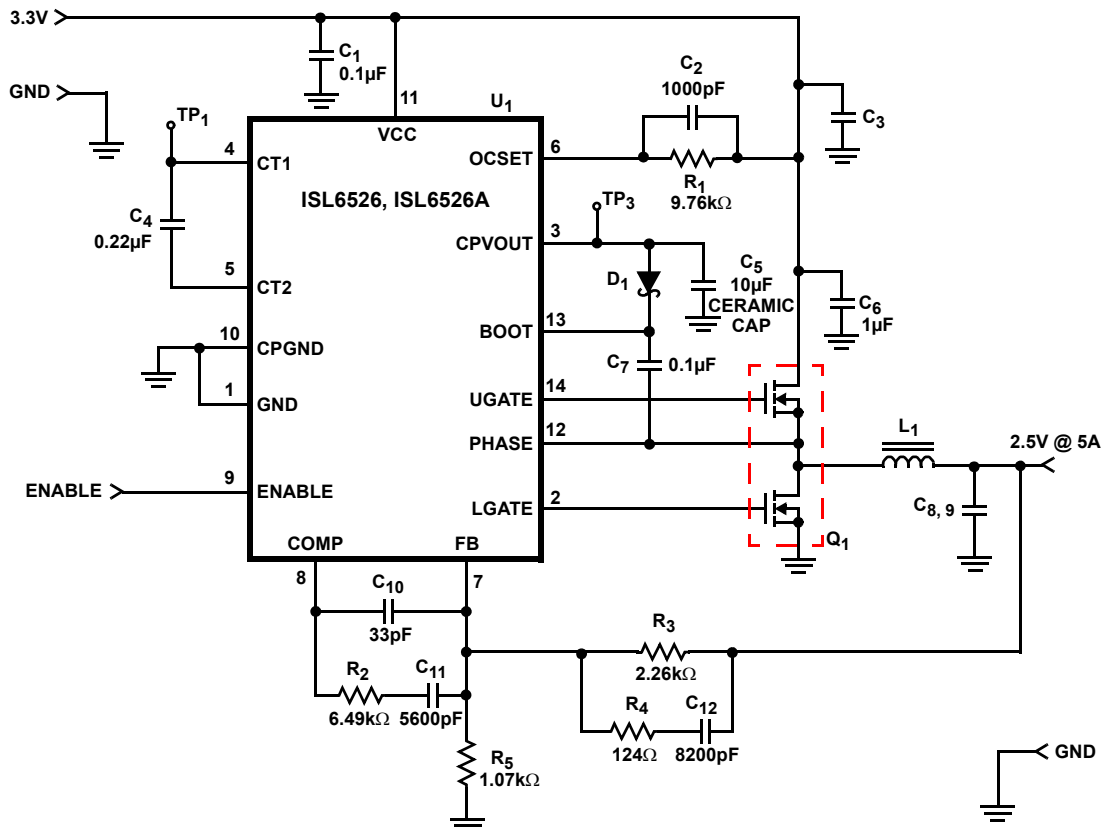 3.3V
GND
C1
0.1µF
TP1
C4
0.22µF
11
VCC
U1
4
CT1
ISL6526, ISL6526A
5
CT2
10
CPGND
1
GND
ENABLE
9
ENABLE
OCSET
6
C2
1000pF
R1
9.76kΩ
C3
TP3
CPVOUT
3
D1
C5
10µF
CERAMIC
CAP
C6
1µF
BOOT
13
C7
0.1µF
UGATE
14
PHASE
12
LGATE
2
Q1
L1
2.5V @ 5A
C8, 9
COMP
FB
8
7
C10
33pF
R2
6.49kΩ
C11
5600pF
R3
2.26kΩ
R4
124Ω
C12
8200pF
R5
1.07kΩ
GND